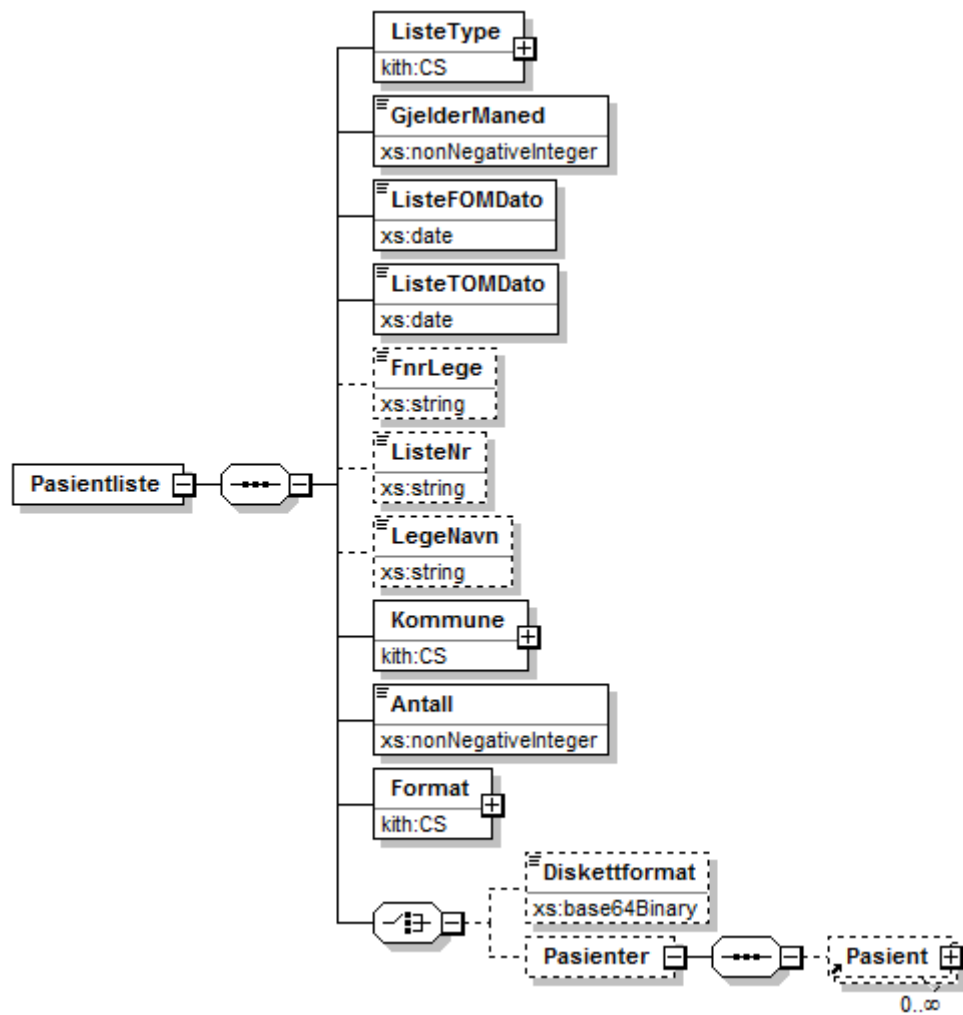 ListeType
kith:CS
GjelderManed
xs:nonNegativeInteger
ListeFOMDato
xs:date
ListeTOMDato
xs:date
FnrLege
xs:string
ListeNr
xs:string
Pasientliste
LegeNavn
xs:string
Kommune
kith:CS
Antall
xs:nonNegativeInteger
Format
kith:CS
Diskettformat
xs:base64Binary
Pasienter
Pasient
0..∞